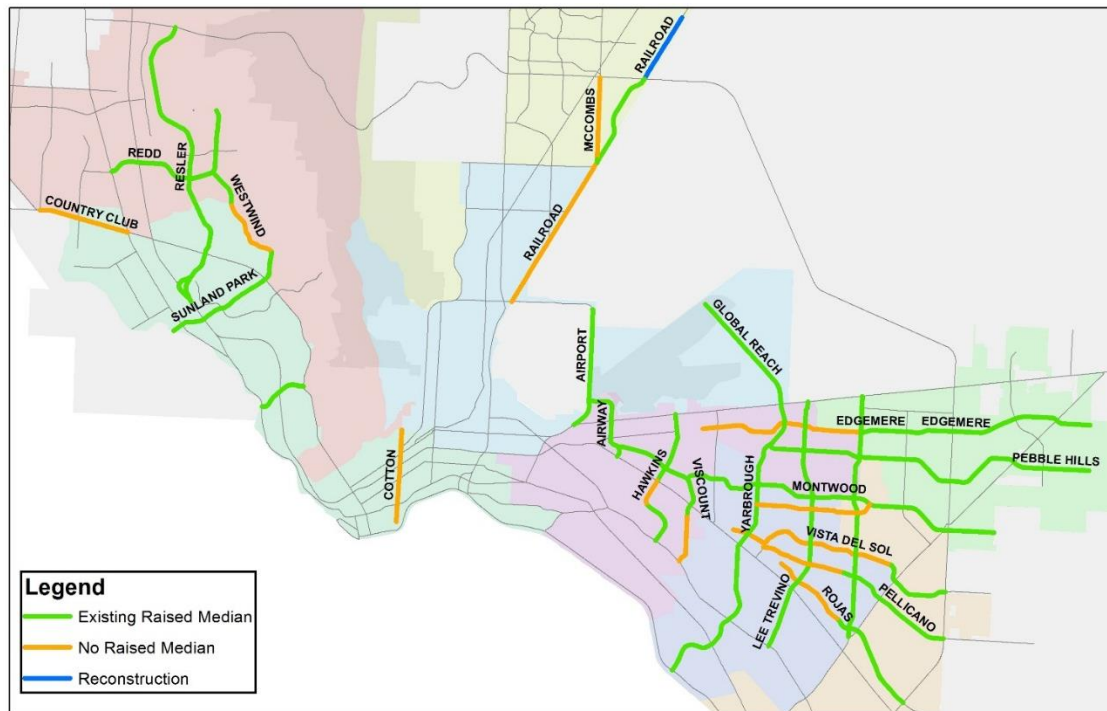 RAILROAD
MCCOMBS
REDD
RESLER
WESTWIND
COUNTRY CLUB
RAILROAD
SUNLAND PARK
GLOBAL REACH
AIRPORT
AIRWAY
EDGEMERE
EDGEMERE
PEBBLE HILLS
HAWKINS
VISCOUNT
YARBROUGH
MONTWOOD
COTTON
VISTA DEL SOL
LEE TREVINO
ROJAS
PELLICANO
Legend
Existing Raised Median
No Raised Median
Reconstruction